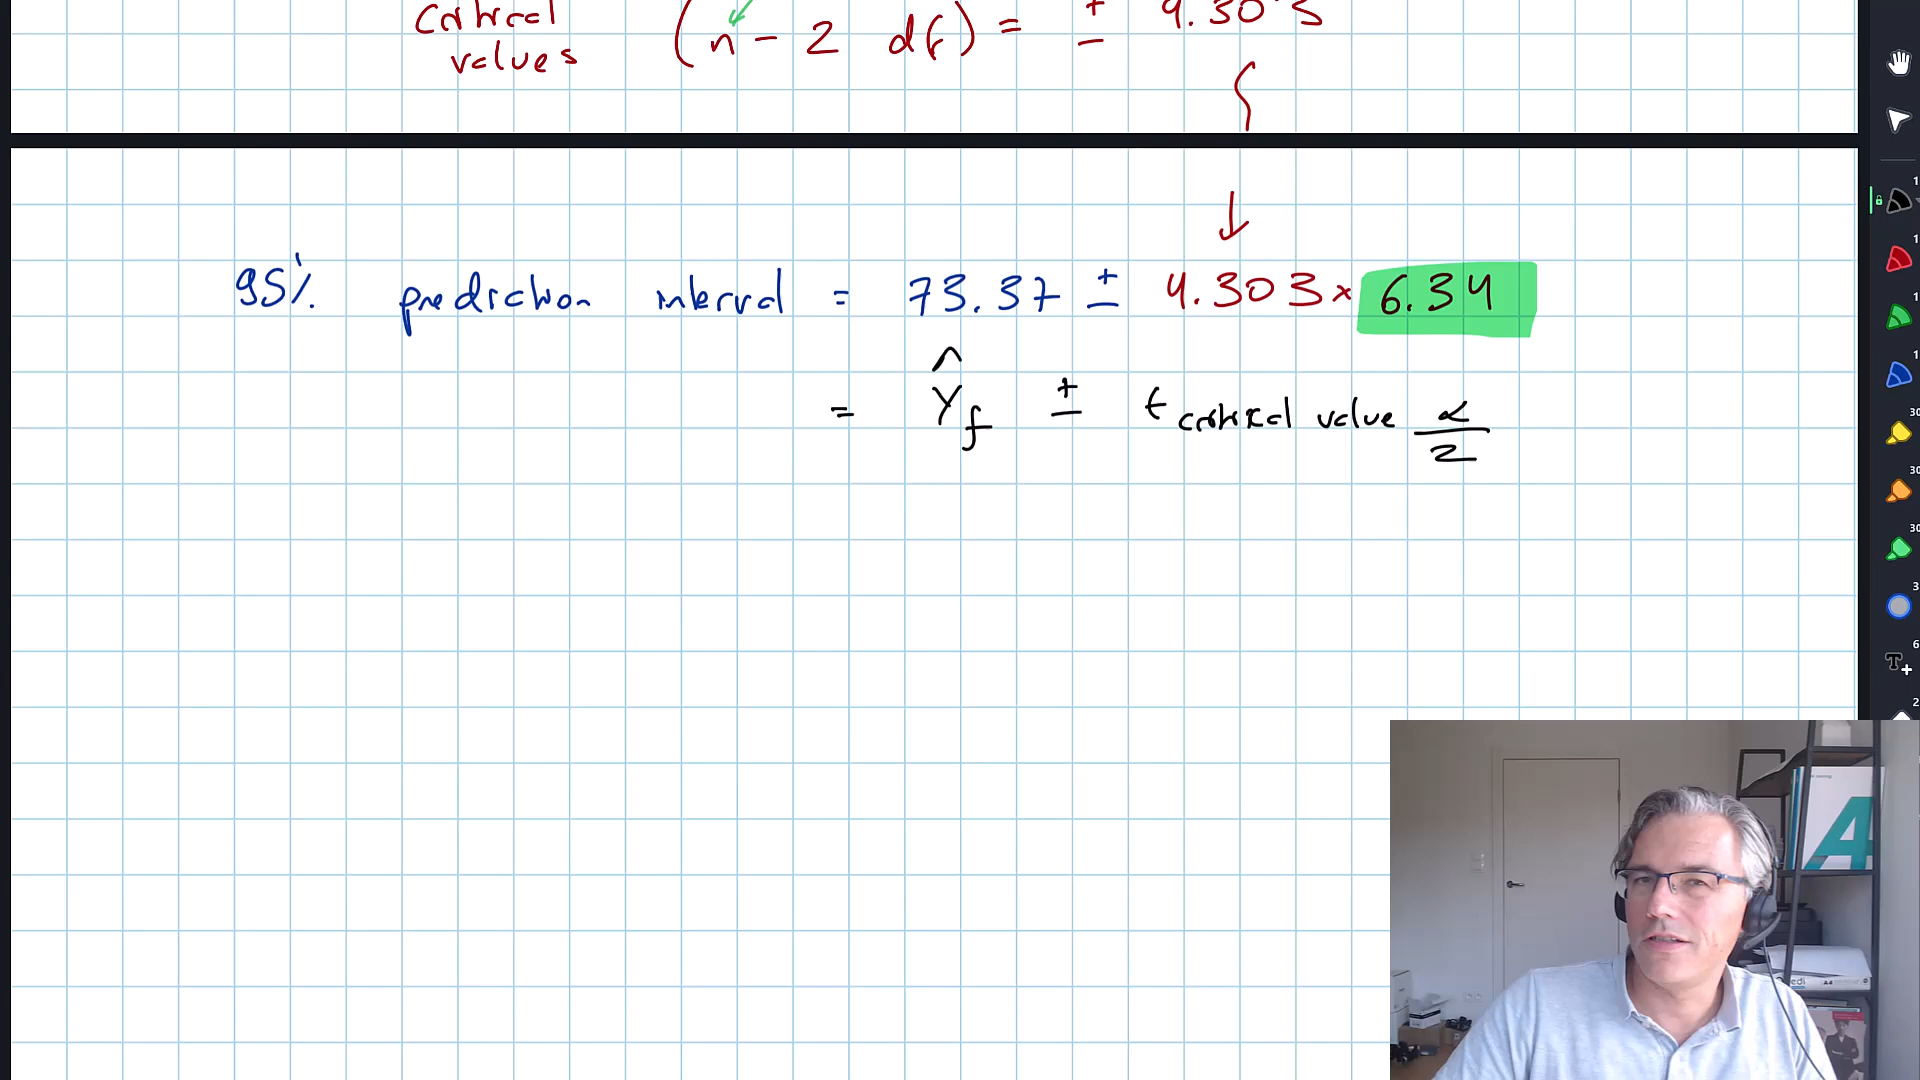 critical ± 4.303
values (n - 2 df) =
95% prediction interval = 73.37 ± 4.303 × 6.34
= Ŷf ± t critical value α/2